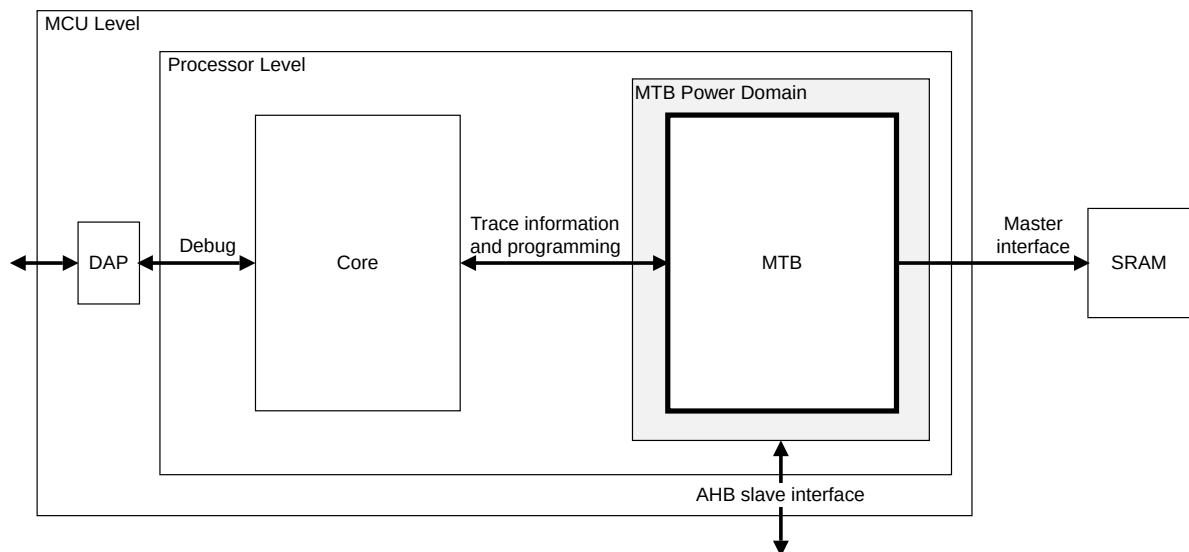 MCU Level
Processor Level
MTB Power Domain
DAP
Debug
Core
Trace information
and programming
MTB
Master
interface
SRAM
AHB slave interface